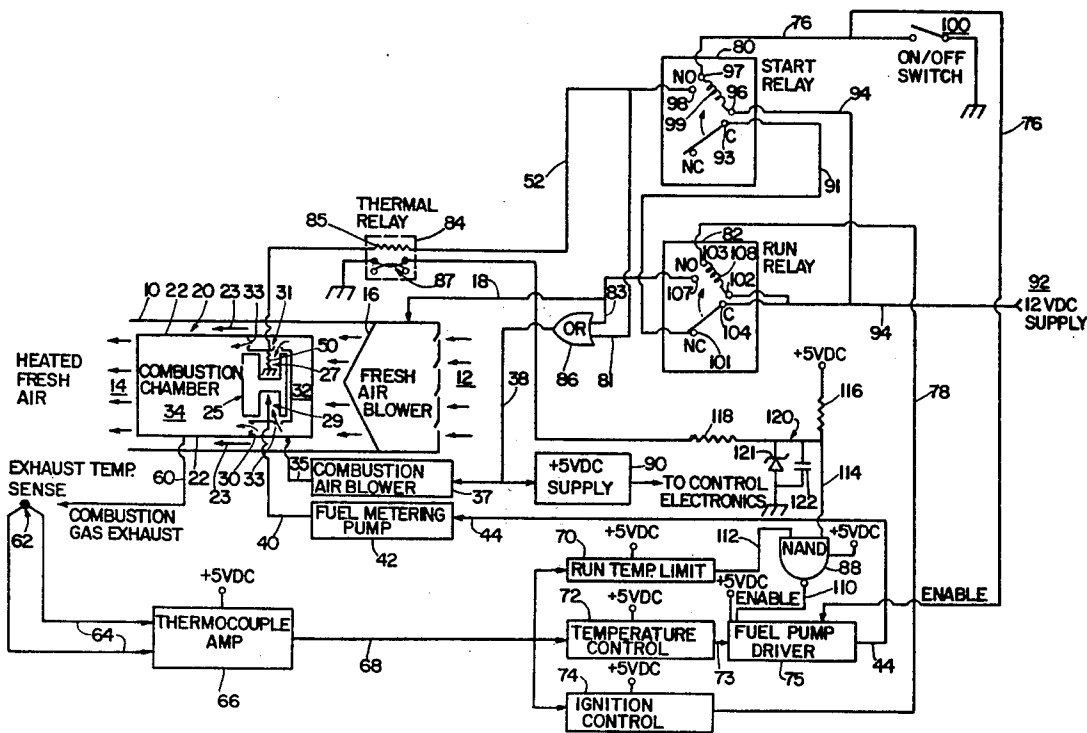 76
100
ON/OFF
SWITCH
80
NO
97
START
RELAY
96
98
99
C
93
NC
94
76
91
52
THERMAL
RELAY
85
84
87
18
82
103
108
RUN
RELAY
NO
107
102
C
104
NC
101
92
12 VDC
SUPPLY
94
83
OR
86
81
10
22
20
23
33
31
16
50
27
COMBUSTION
CHAMBER
34
25
32
29
HEATED
FRESH
AIR
14
FRESH
AIR
BLOWER
12
38
60
22
23
30
33
35
COMBUSTION
AIR BLOWER
37
+5VDC
SUPPLY
90
TO CONTROL
ELECTRONICS
118
120
121
122
+5VDC
116
114
78
EXHAUST TEMP.
SENSE
62
COMBUSTION
GAS EXHAUST
40
FUEL METERING
PUMP
42
44
70
+5VDC
RUN TEMP. LIMIT
112
NAND
88
110
+5VDC
ENABLE
ENABLE
+5VDC
THERMOCOUPLE
AMP
64
66
68
72
+5VDC
TEMPERATURE
CONTROL
73
FUEL PUMP
DRIVER
75
44
74
+5VDC
IGNITION
CONTROL